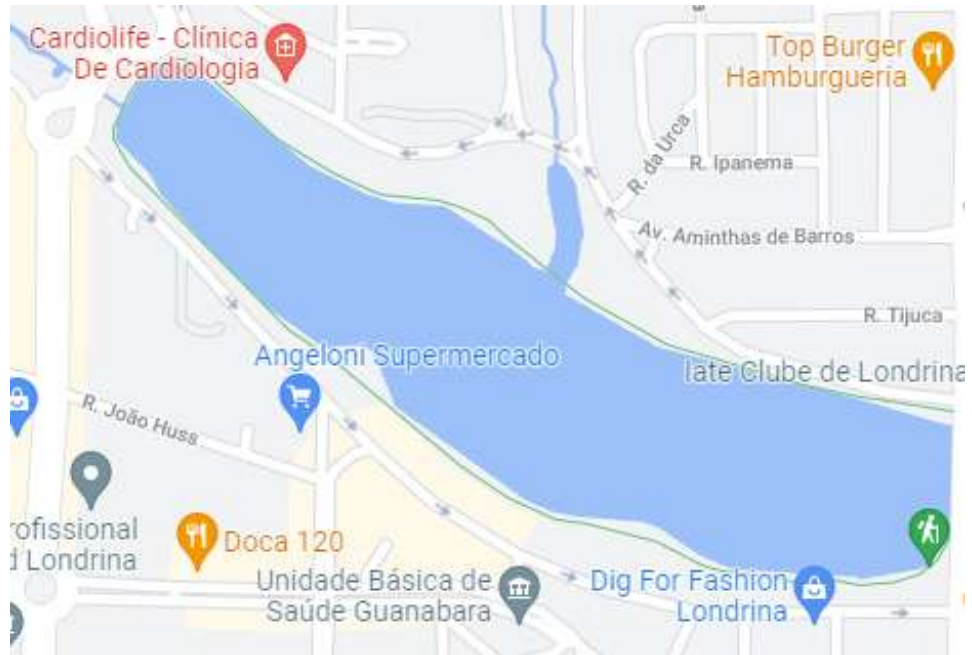 Cardiolife - Clínica
De Cardiologia
Top Burger
Hamburgueria
R. da Urca
R. Ipanema
Av. Aminthas de Barros
R. Tijuca
Angeloni Supermercado
Iate Clube de Londrina
R. João Huss
rofissional
Londrina
Doca 120
Unidade Básica de
Saúde Guanabara
Dig For Fashion
Londrina